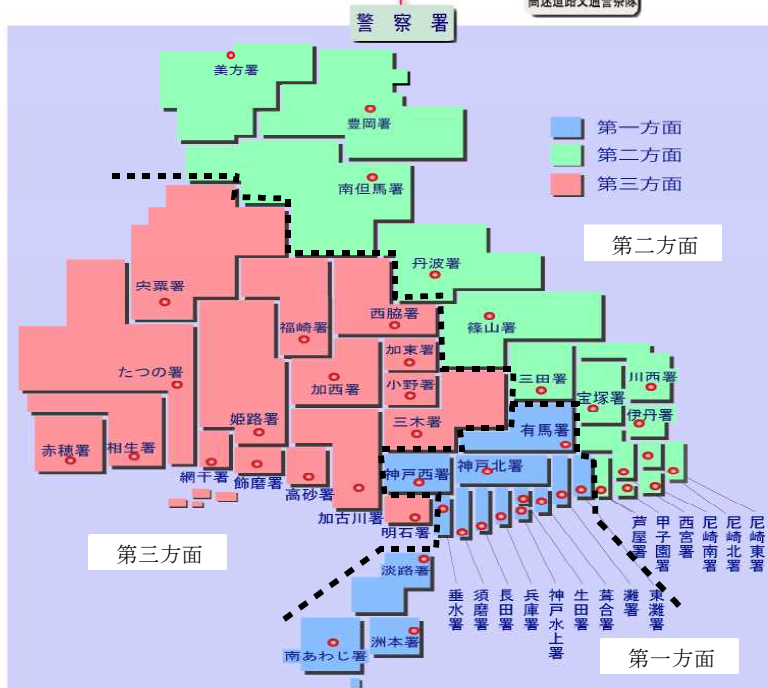 高速道路交通警察隊
警察署
美方署
豊岡署
第一方面
第二方面
第三方面
南但馬署
第二方面
丹波署
宍粟署
西脇署
篠山署
福崎署
加東署
たつの署
加西署
小野署
三田署
川西署
宝塚署
伊丹署
姫路署
三木署
有馬署
赤穂署
相生署
網干署
飾磨署
高砂署
神戸西署
神戸北署
加古川署
明石署
芦屋署
甲子園署
西宮署
尼崎南署
尼崎北署
尼崎東署
第三方面
淡路署
垂水署
須磨署
長田署
兵庫署
神戸水上署
生田署
葺合署
灘署
東灘署
南あわじ署
洲本署
第一方面